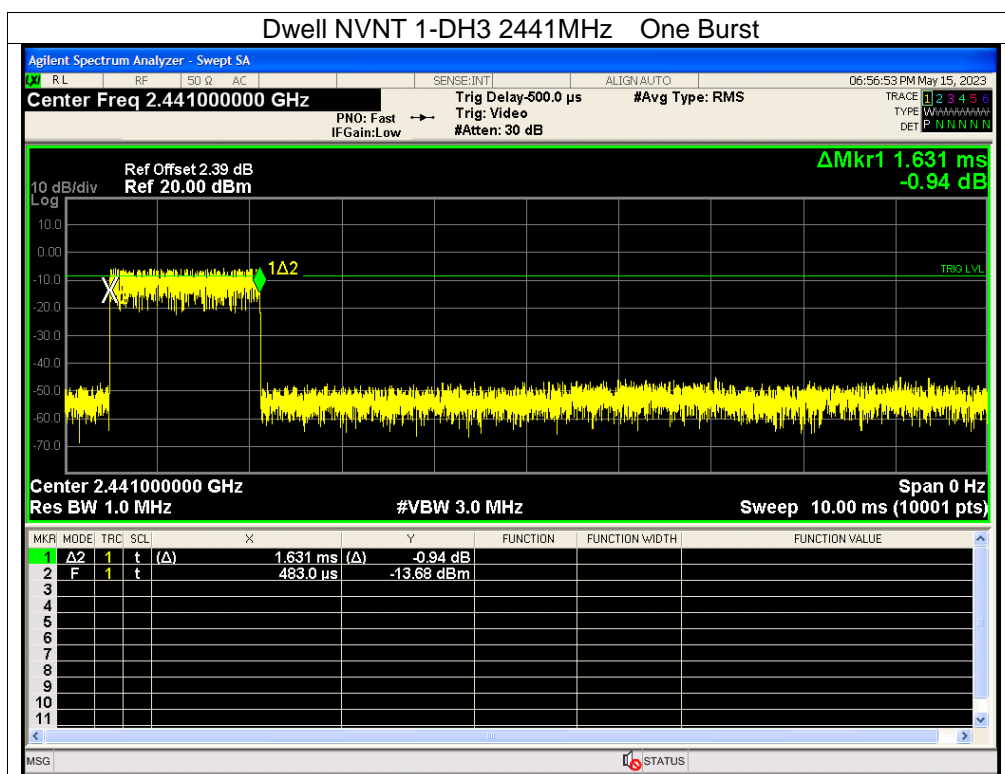 Dwell NVNT 1-DH3 2441MHz One Burst
Agilent Spectrum Analyzer - Swept SA
LXI RL RF 50 Ω AC SENSE:INT ALIGN AUTO 06:56:53 PM May 15, 2023
Center Freq 2.441000000 GHz Trig Delay-500.0 µs #Avg Type: RMS TRACE 1 2 3 4 5 6
PNO: Fast Trig: Video TYPE WWWWWW
IFGain:Low #Atten: 30 dB DET P N N N N N
ΔMkr1 1.631 ms
-0.94 dB
Ref Offset 2.39 dB
10 dB/div Ref 20.00 dBm
Log
10.0
0.00
1Δ2
TRIG LVL
-10.0
-20.0
-30.0
-40.0
-50.0
-60.0
-70.0
Center 2.441000000 GHz Span 0 Hz
Res BW 1.0 MHz #VBW 3.0 MHz Sweep 10.00 ms (10001 pts)
MKR MODE TRC SCL X Y FUNCTION FUNCTION WIDTH FUNCTION VALUE
1 Δ2 1 t (Δ) 1.631 ms (Δ) -0.94 dB
2 F 1 t 483.0 µs -13.68 dBm
3
4
5
6
7
8
9
10
11
MSG STATUS